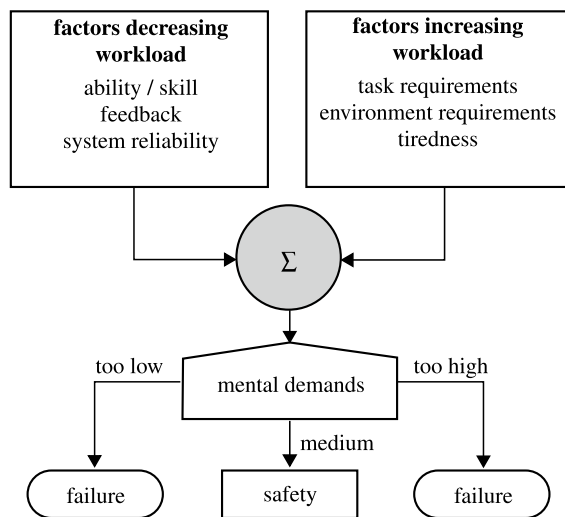 factors decreasing
workload
ability / skill
feedback
system reliability
factors increasing
workload
task requirements
environment requirements
tiredness
Σ
too low
mental demands
too high
medium
failure
safety
failure